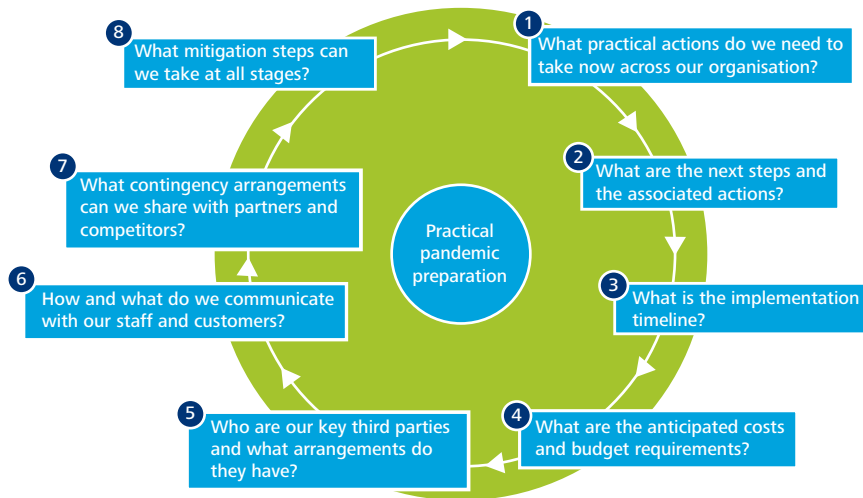 1
What practical actions do we need to
take now across our organisation?
2
What are the next steps and
the associated actions?
3
What is the implementation
timeline?
4
What are the anticipated costs
and budget requirements?
5
Who are our key third parties
and what arrangements do
they have?
6
How and what do we communicate
with our staff and customers?
7
What contingency arrangements
can we share with partners and
competitors?
8
What mitigation steps can
we take at all stages?
Practical
pandemic
preparation